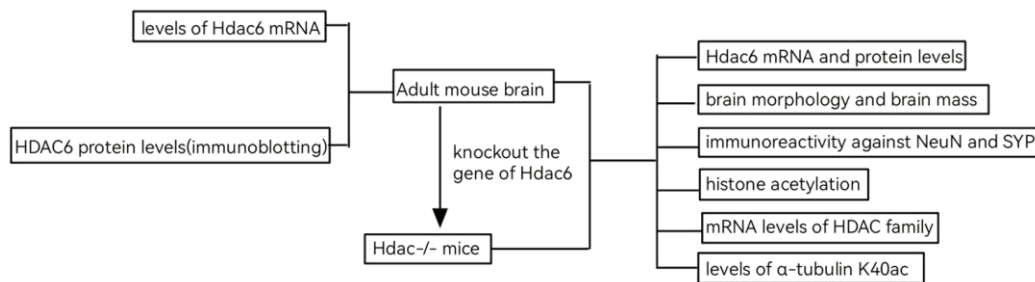 levels of Hdac6 mRNA
HDAC6 protein levels(immunoblotting)
Adult mouse brain
knockout the
gene of Hdac6
Hdac-/- mice
Hdac6 mRNA and protein levels
brain morphology and brain mass
immunoreactivity against NeuN and SYP
histone acetylation
mRNA levels of HDAC family
levels of α-tubulin K40ac